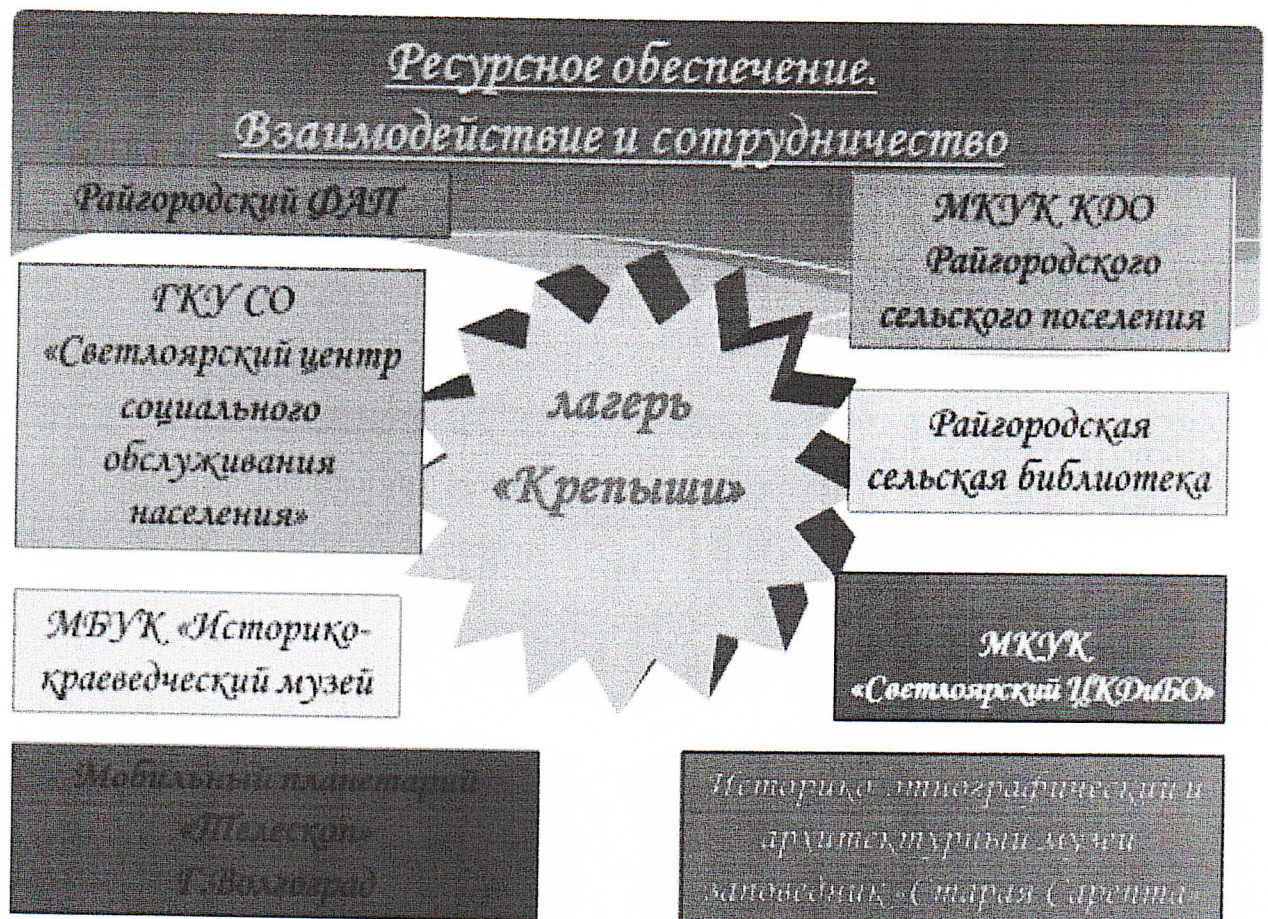 Ресурсное обеспечение.
Взаимодействие и сотрудничество
Райгородский ФАП
МКУК КДО
Райгородского
сельского поселения
ГКУ СО
«Светлоярский центр
социального
обслуживания
населения»
лагерь
«Крепыши»
Райгородская
сельская библиотека
МБУК «Историко-
краеведческий музей
МКУК
«Светлоярский ЦКДиБО»
Мобильный планетарий
«Телескоп»
Г.Волгоград
Историко этнографический и
архитектурный музей
заповедник «Старая Сарепта»